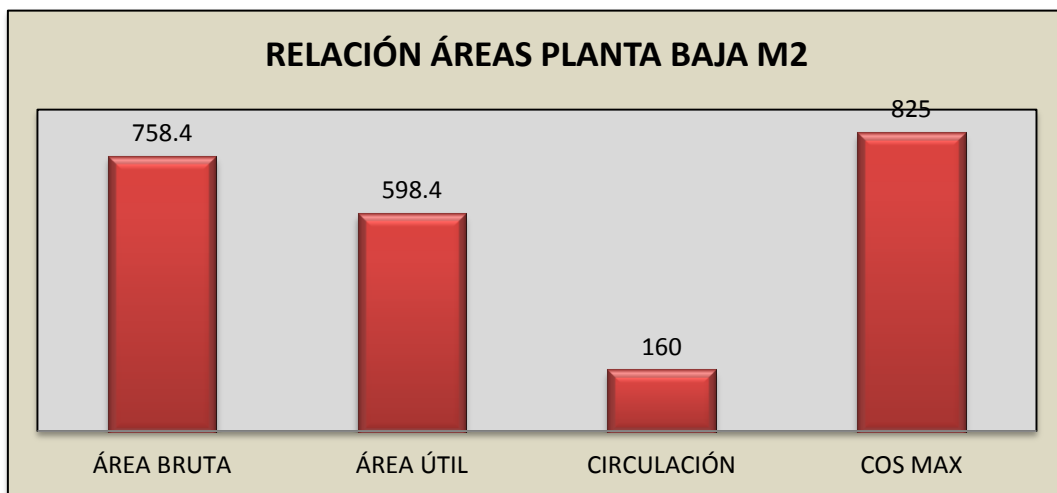 RELACIÓN ÁREAS PLANTA BAJA M2
758.4
598.4
160
825
ÁREA BRUTA
ÁREA ÚTIL
CIRCULACIÓN
COS MAX